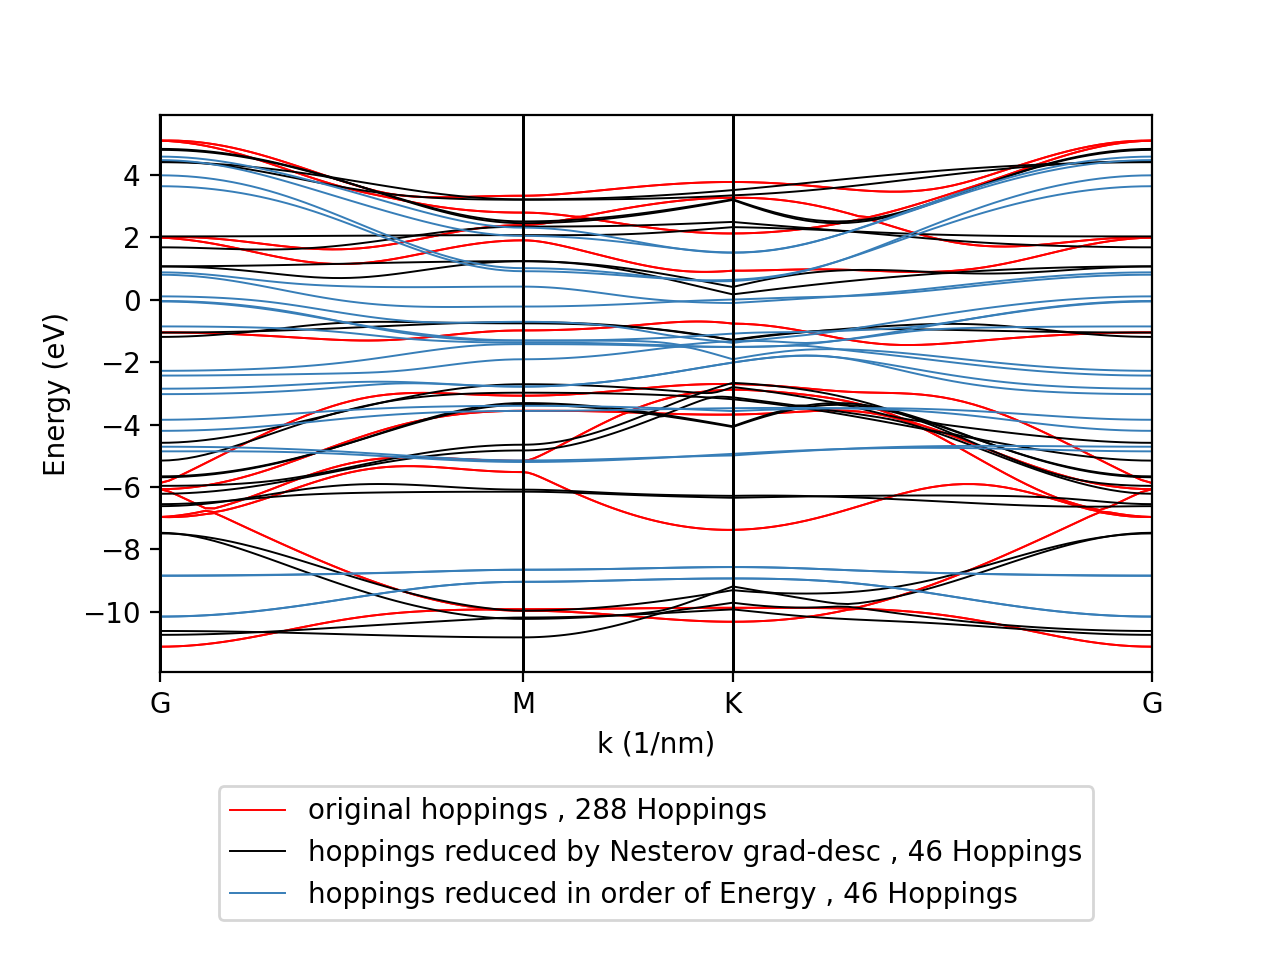 4
2
0
−2
−4
−6
−8
−10
Energy (eV)
G M K G
k (1/nm)
original hoppings , 288 Hoppings
hoppings reduced by Nesterov grad-desc , 46 Hoppings
hoppings reduced in order of Energy , 46 Hoppings